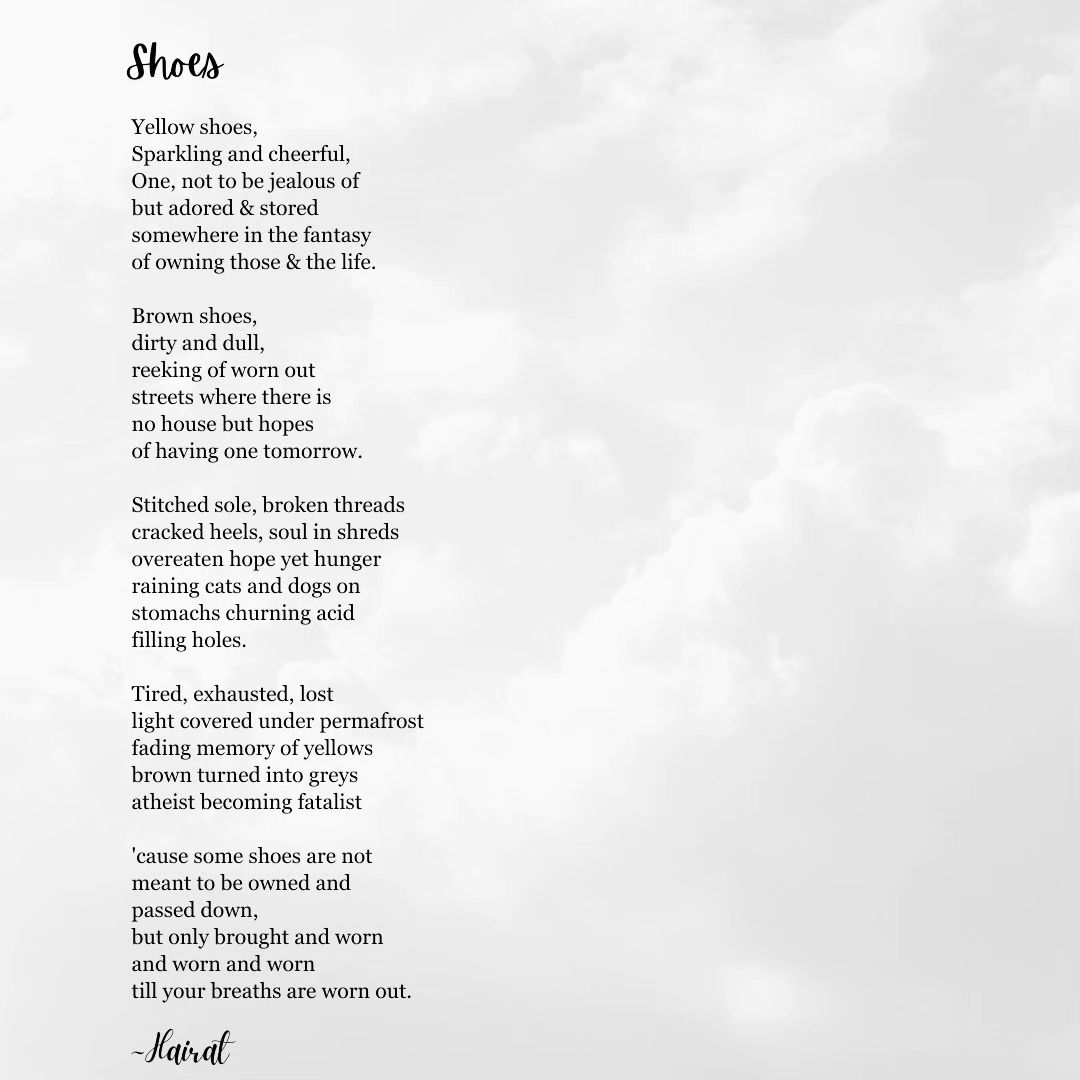 Shoes
Yellow shoes,
Sparkling and cheerful,
One, not to be jealous of
but adored & stored
somewhere in the fantasy
of owning those & the life.
Brown shoes,
dirty and dull,
reeking of worn out
streets where there is
no house but hopes
of having one tomorrow.
Stitched sole, broken threads
cracked heels, soul in shreds
overeaten hope yet hunger
raining cats and dogs on
stomachs churning acid
filling holes.
Tired, exhausted, lost
light covered under permafrost
fading memory of yellows
brown turned into greys
atheist becoming fatalist
'cause some shoes are not
meant to be owned and
passed down,
but only brought and worn
and worn and worn
till your breaths are worn out.
~Hairat